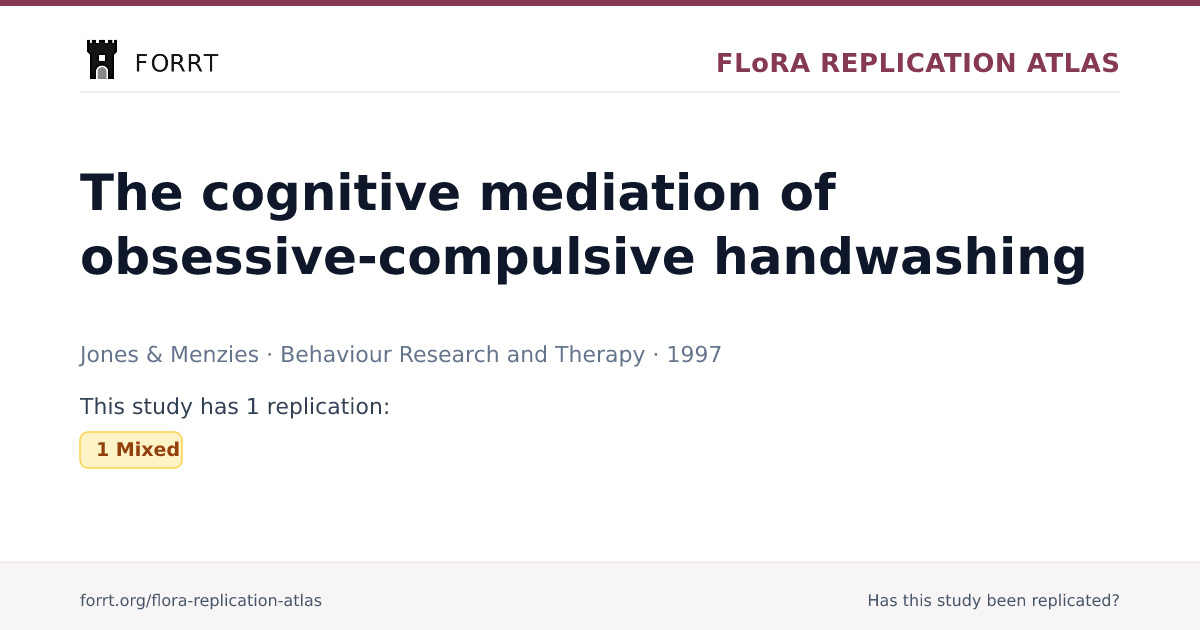 FORRT
FLoRA REPLICATION ATLAS
The cognitive mediation of
obsessive-compulsive handwashing
Jones & Menzies · Behaviour Research and Therapy · 1997
This study has 1 replication:
1 Mixed
forrt.org/flora-replication-atlas
Has this study been replicated?